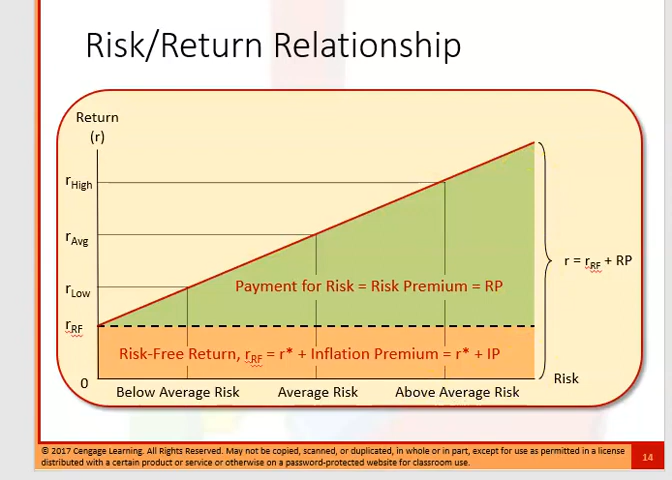 Risk/Return Relationship
Return
(r)
rHigh
rAvg
rLow
rRF
0
Payment for Risk = Risk Premium = RP
Risk-Free Return, rRF = r* + Inflation Premium = r* + IP
r = rRF + RP
Risk
Below Average Risk
Average Risk
Above Average Risk
© 2017 Cengage Learning. All Rights Reserved. May not be copied, scanned, or duplicated, in whole or in part, except for use as permitted in a license
distributed with a certain product or service or otherwise on a password-protected website for classroom use.
14